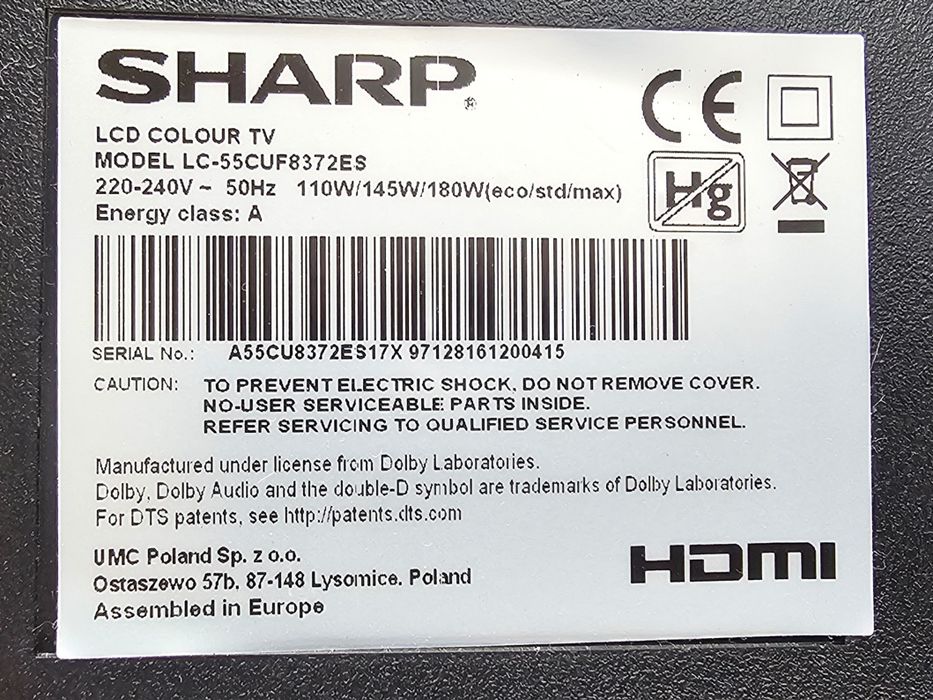 SHARP
LCD COLOUR TV
MODEL LC-55CUF8372ES
220-240V ~ 50Hz 110W/145W/180W(eco/std/max)
Energy class: A
CE
Hg
SERIAL No.: A55CU8372ES17X 97128161200415
CAUTION: TO PREVENT ELECTRIC SHOCK, DO NOT REMOVE COVER.
NO-USER SERVICEABLE PARTS INSIDE.
REFER SERVICING TO QUALIFIED SERVICE PERSONNEL.
Manufactured under license from Dolby Laboratories.
Dolby, Dolby Audio and the double-D symbol are trademarks of Dolby Laboratories.
For DTS patents, see http://patents.dts.com
UMC Poland Sp. z o.o.
Ostaszewo 57b, 87-148 Lysomice. Poland
Assembled in Europe
HDMI